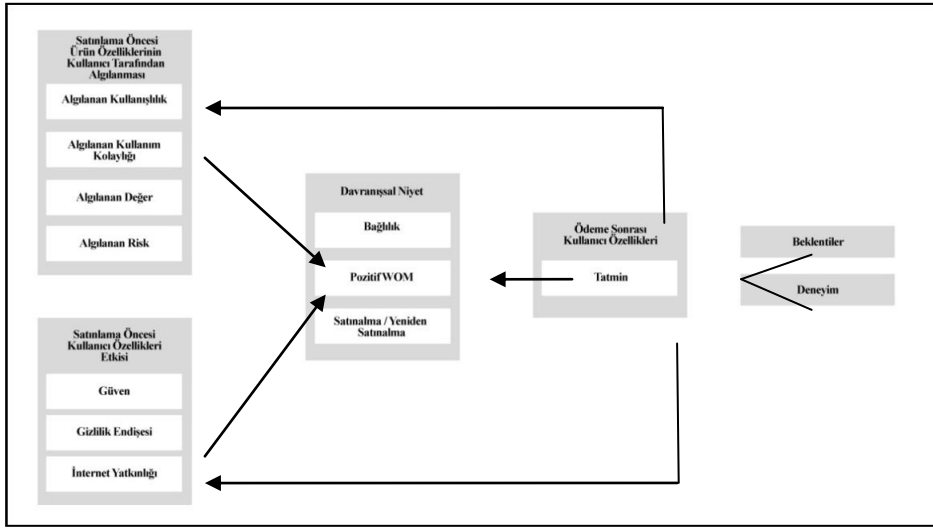 Satınlama Öncesi
Ürün Özelliklerinin
Kullanıcı Tarafından
Algılanması
Algılanan Kullanışlılık
Algılanan Kullanım
Kolaylığı
Algılanan Değer
Algılanan Risk
Satınlama Öncesi
Kullanıcı Özellikleri
Etkisi
Güven
Gizlilik Endişesi
İnternet Yatkınlığı
Davranışsal Niyet
Bağlılık
Pozitif WOM
Satınalma / Yeniden
Satınalma
Ödeme Sonrası
Kullanıcı Özellikleri
Tatmin
Beklentiler
Deneyim